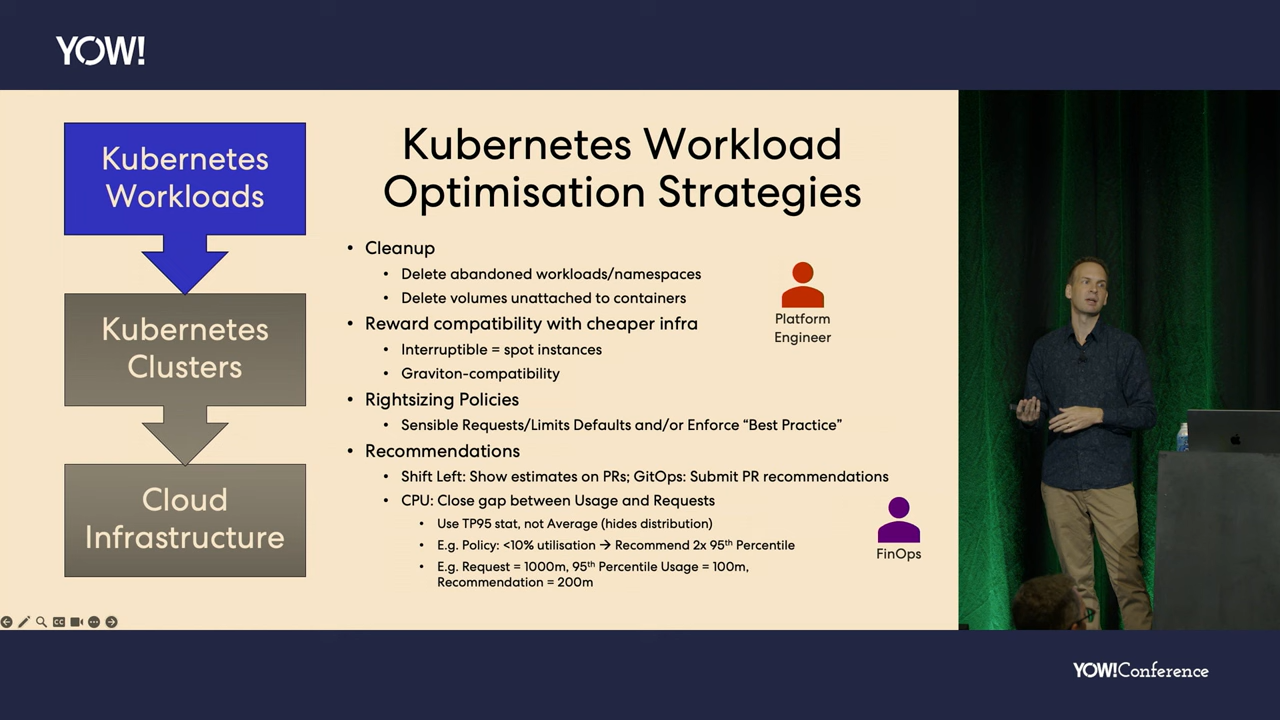 YOW!
Kubernetes
Workloads
Kubernetes
Clusters
Cloud
Infrastructure
Kubernetes Workload
Optimisation Strategies
• Cleanup
• Delete abandoned workloads/namespaces
• Delete volumes unattached to containers
• Reward compatibility with cheaper infra
• Interruptible = spot instances
• Graviton-compatibility
• Rightsizing Policies
• Sensible Requests/Limits Defaults and/or Enforce “Best Practice”
• Recommendations
• Shift Left: Show estimates on PRs; GitOps: Submit PR recommendations
• CPU: Close gap between Usage and Requests
• Use TP95 stat, not Average (hides distribution)
• E.g. Policy: <10% utilisation → Recommend 2x 95th Percentile
• E.g. Request = 1000m, 95th Percentile Usage = 100m,
Recommendation = 200m
Platform
Engineer
FinOps
CC
YOW!Conference